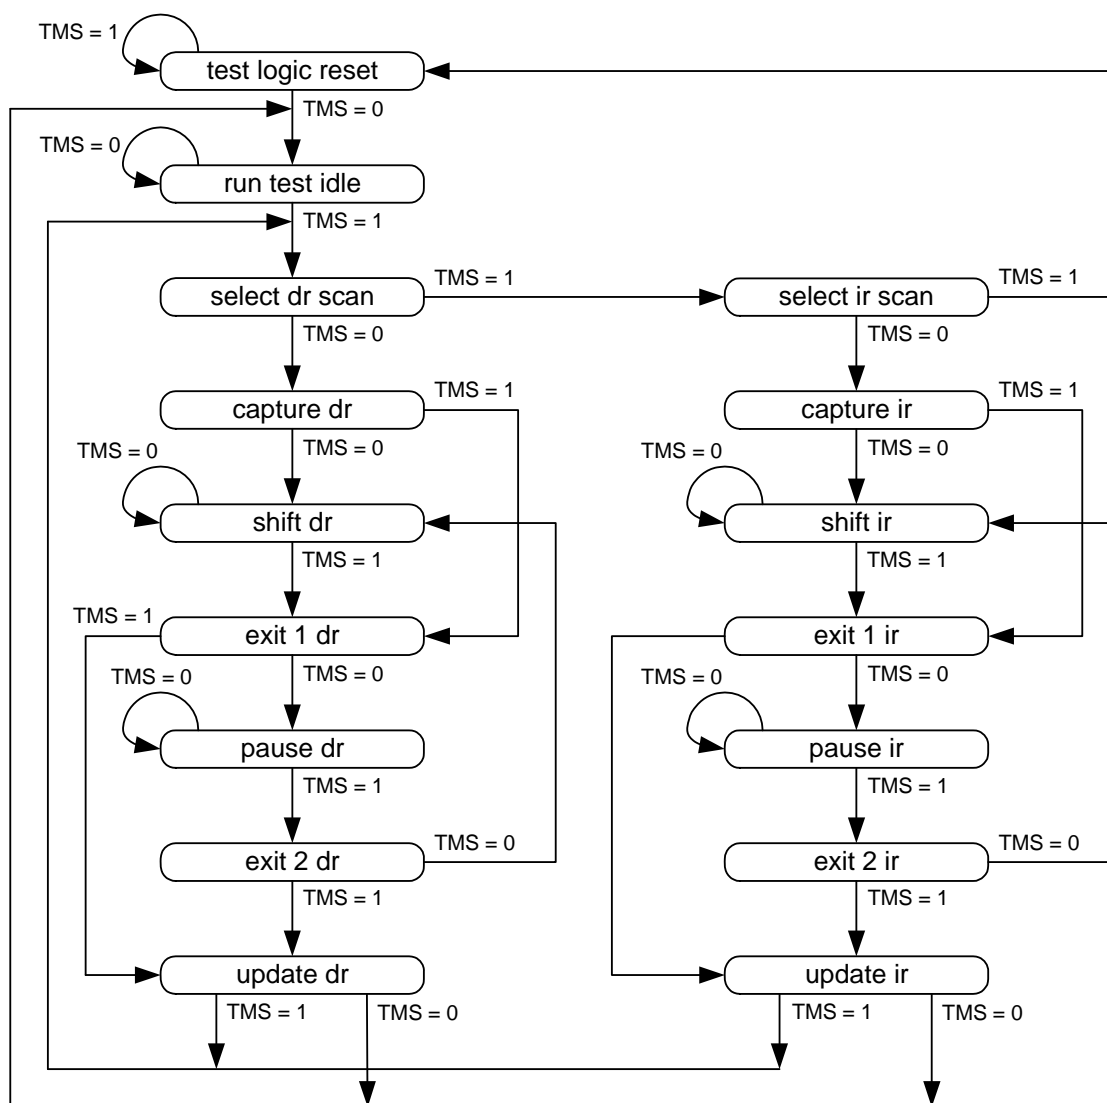 TMS = 1
test logic reset
TMS = 0
TMS = 0
run test idle
TMS = 1
select dr scan
TMS = 1
select ir scan
TMS = 1
TMS = 0
TMS = 0
capture dr
TMS = 1
capture ir
TMS = 1
TMS = 0
TMS = 0
TMS = 0
TMS = 0
shift dr
shift ir
TMS = 1
TMS = 1
TMS = 1
exit 1 dr
exit 1 ir
TMS = 0
TMS = 0
TMS = 0
TMS = 0
pause dr
pause ir
TMS = 1
TMS = 1
exit 2 dr
TMS = 0
exit 2 ir
TMS = 0
TMS = 1
TMS = 1
update dr
update ir
TMS = 1
TMS = 0
TMS = 1
TMS = 0